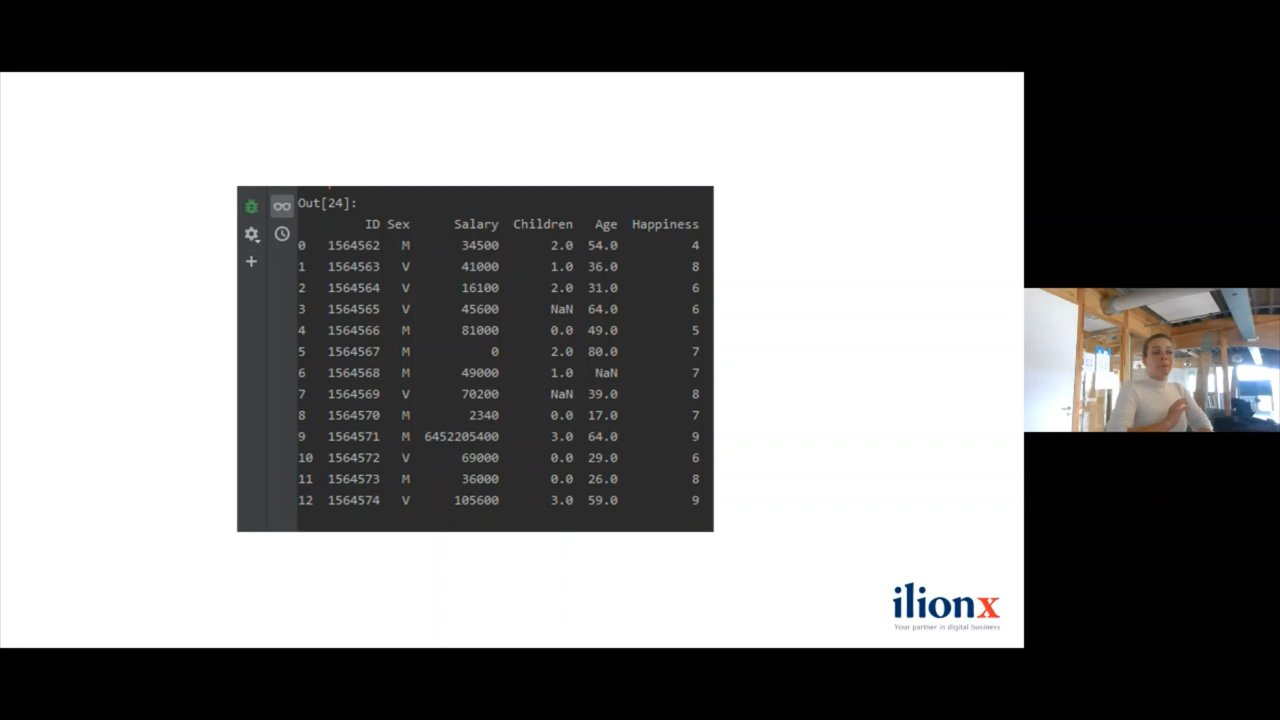 Out[24]:
ID Sex Salary Children Age Happiness
0 1564562 M 34500 2.0 54.0 4
1 1564563 V 41000 1.0 36.0 8
2 1564564 V 16100 2.0 31.0 6
3 1564565 V 45600 NaN 64.0 6
4 1564566 M 81000 0.0 49.0 5
5 1564567 M 0 2.0 80.0 7
6 1564568 M 49000 1.0 NaN 7
7 1564569 V 70200 NaN 39.0 8
8 1564570 M 2340 0.0 17.0 7
9 1564571 M 6452205400 3.0 64.0 9
10 1564572 V 69000 0.0 29.0 6
11 1564573 M 36000 0.0 26.0 8
12 1564574 V 105600 3.0 59.0 9
ilionx
Your partner in digital business